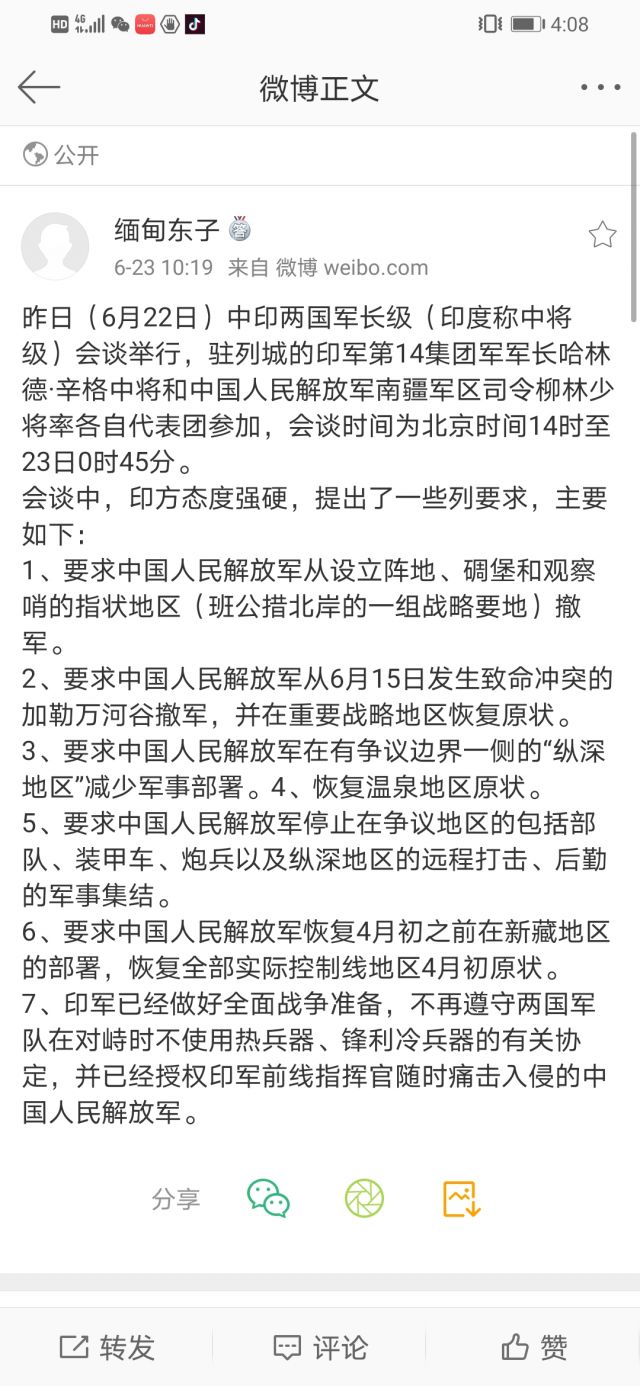 HD 4G HUAWEI 4:08
微博正文
公开
缅甸东子 答
6-23 10:19 来自 微博 weibo.com
昨日（6月22日）中印两国军长级（印度称中将
级）会谈举行，驻列城的印军第14集团军军长哈林
德·辛格中将和中国人民解放军南疆军区司令柳林少
将率各自代表团参加，会谈时间为北京时间14时至
23日0时45分。
会谈中，印方态度强硬，提出了一些列要求，主要
如下：
1、要求中国人民解放军从设立阵地、碉堡和观察
哨的指状地区（班公措北岸的一组战略要地）撤
军。
2、要求中国人民解放军从6月15日发生致命冲突的
加勒万河谷撤军，并在重要战略地区恢复原状。
3、要求中国人民解放军在有争议边界一侧的“纵深
地区”减少军事部署。4、恢复温泉地区原状。
5、要求中国人民解放军停止在争议地区的包括部
队、装甲车、炮兵以及纵深地区的远程打击、后勤
的军事集结。
6、要求中国人民解放军恢复4月初之前在新藏地区
的部署，恢复全部实际控制线地区4月初原状。
7、印军已经做好全面战争准备，不再遵守两国军
队在对峙时不使用热兵器、锋利冷兵器的有关协
定，并已经授权印军前线指挥官随时痛击入侵的中
国人民解放军。
分享
转发 评论 赞